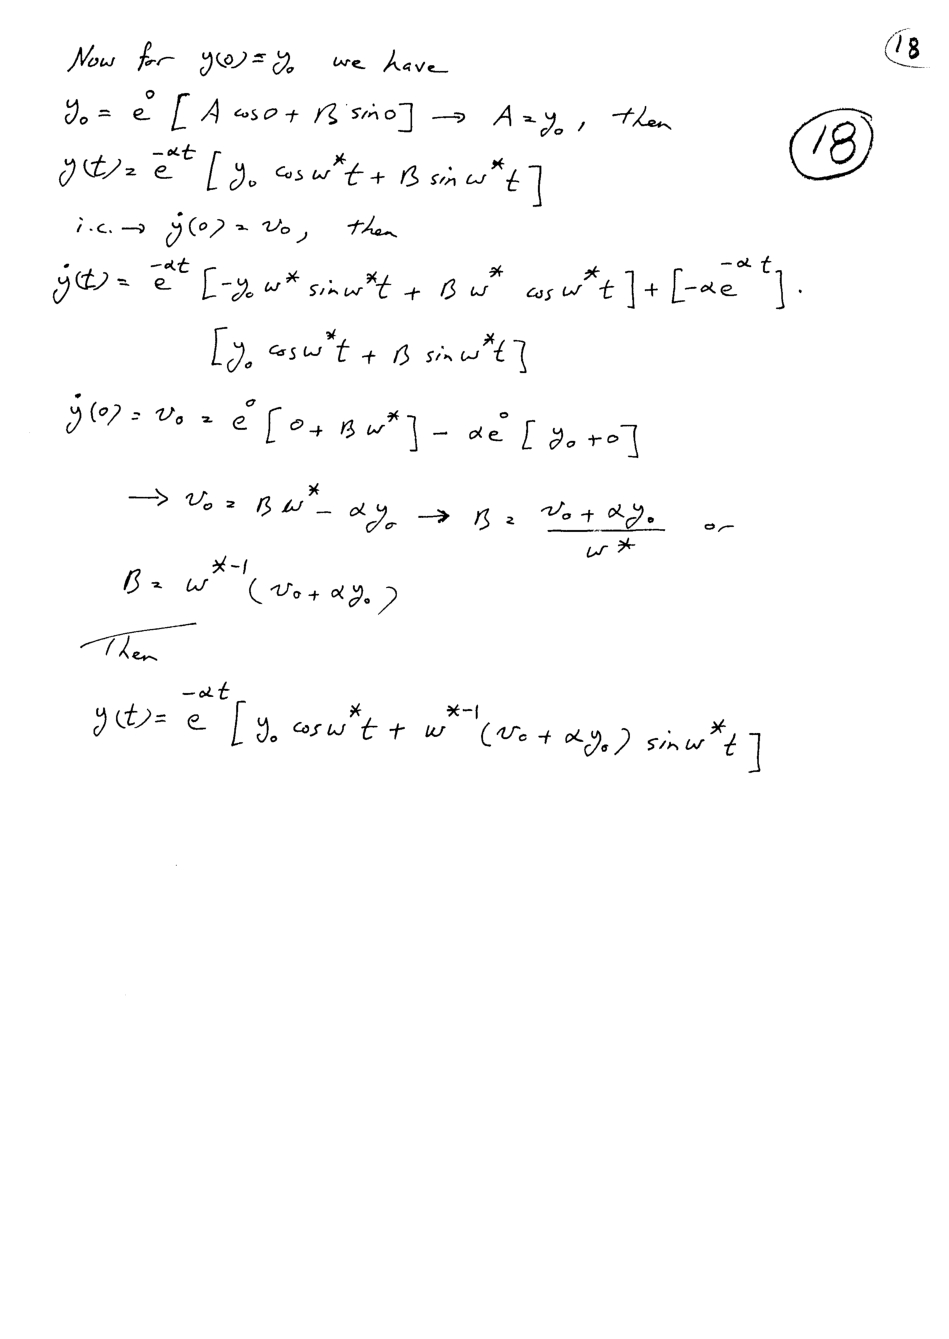 18
Now for y(0) = y₀ we have
y₀ = e⁰ [ A cos 0 + B sin 0 ] → A = y₀ , then
18
y(t) = e^{-αt} [ y₀ cos w*t + B sin w*t ]
i.c. → ẏ(0) = v₀ , then
ẏ(t) = e^{-αt} [ -y₀ w* sin w*t + B w* cos w*t ] + [ -α e^{-αt} ] .
[ y₀ cos w*t + B sin w*t ]
ẏ(0) = v₀ = e⁰ [ 0 + B w* ] - α e⁰ [ y₀ + 0 ]
→ v₀ = B w* - α y₀ → B = (v₀ + α y₀) / w* or
B = w*⁻¹ ( v₀ + α y₀ )
Then
y(t) = e^{-αt} [ y₀ cos w*t + w*⁻¹ ( v₀ + α y₀ ) sin w*t ]